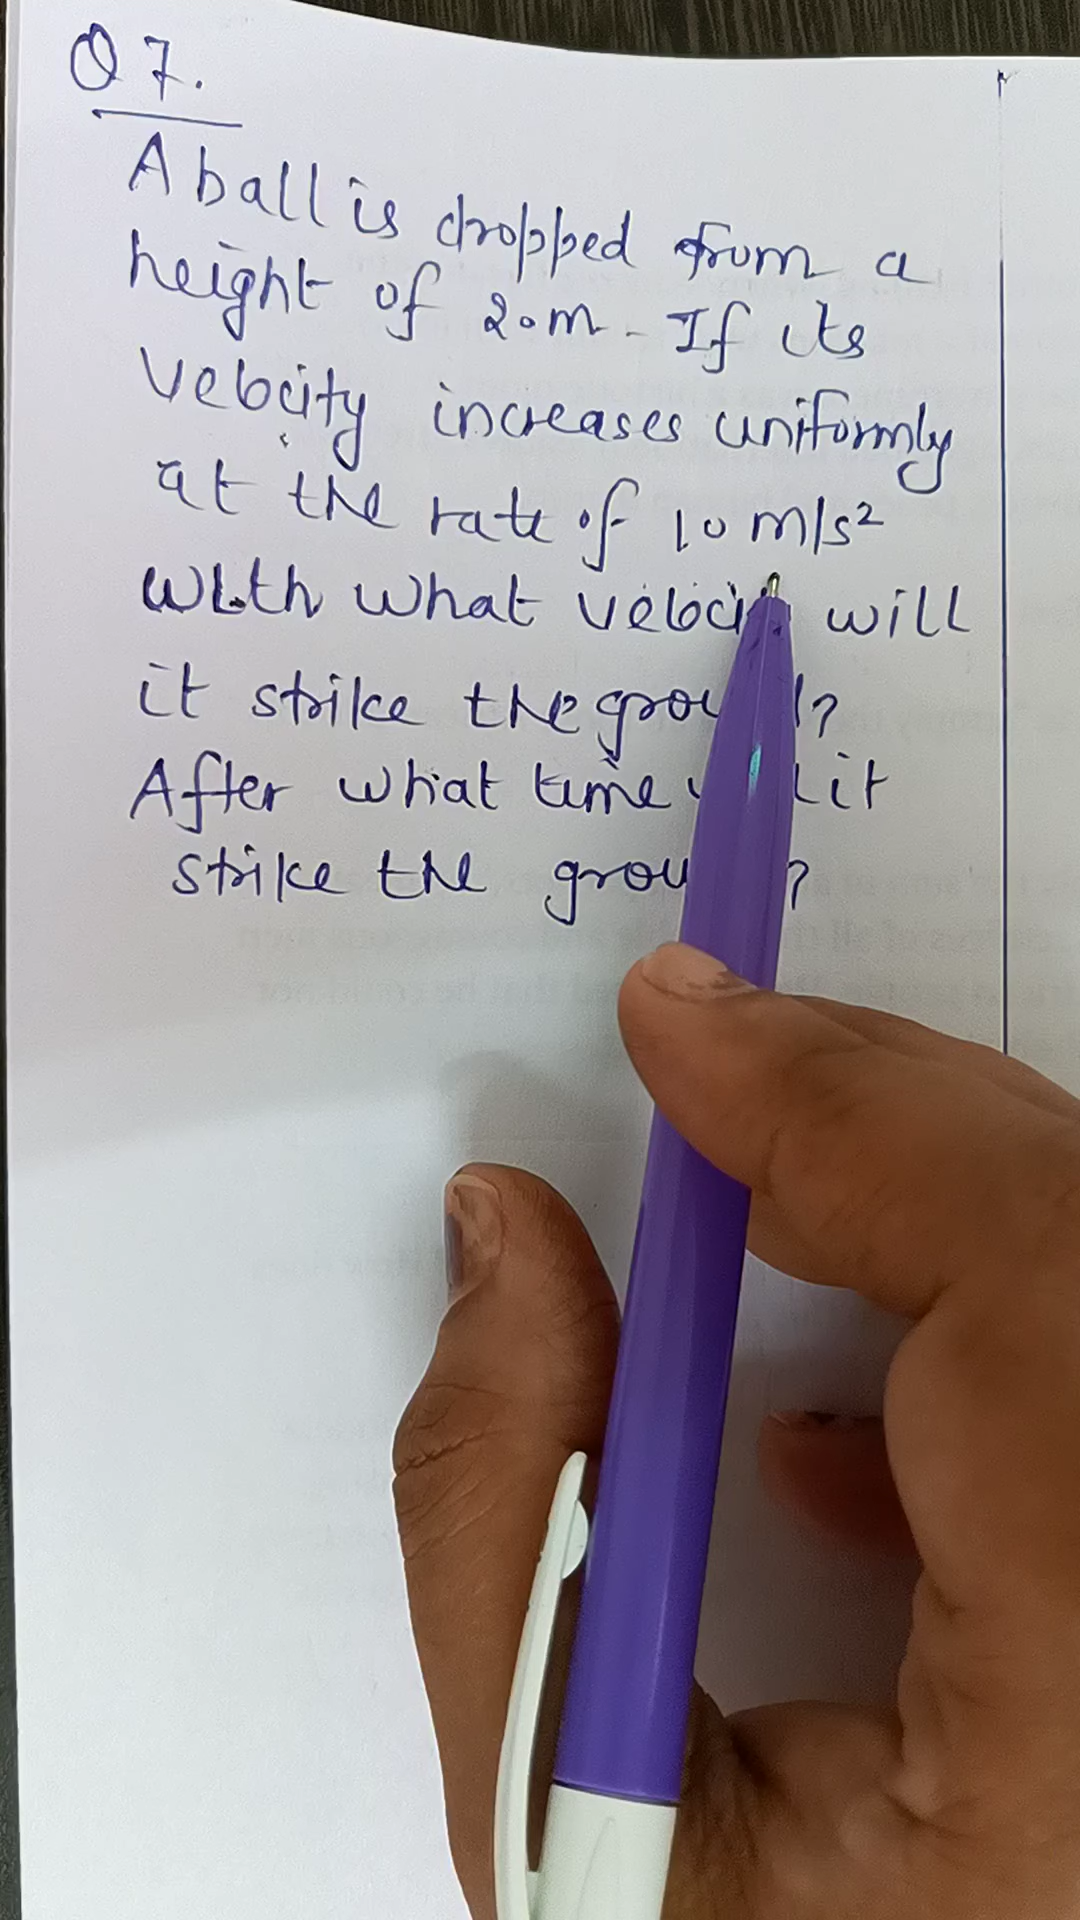 Q 7.
A ball is dropped from a
height of 20m. If its
velocity increases uniformly
at the rate of 10 m/s²
with what will
it strike the
After what time it
strike the